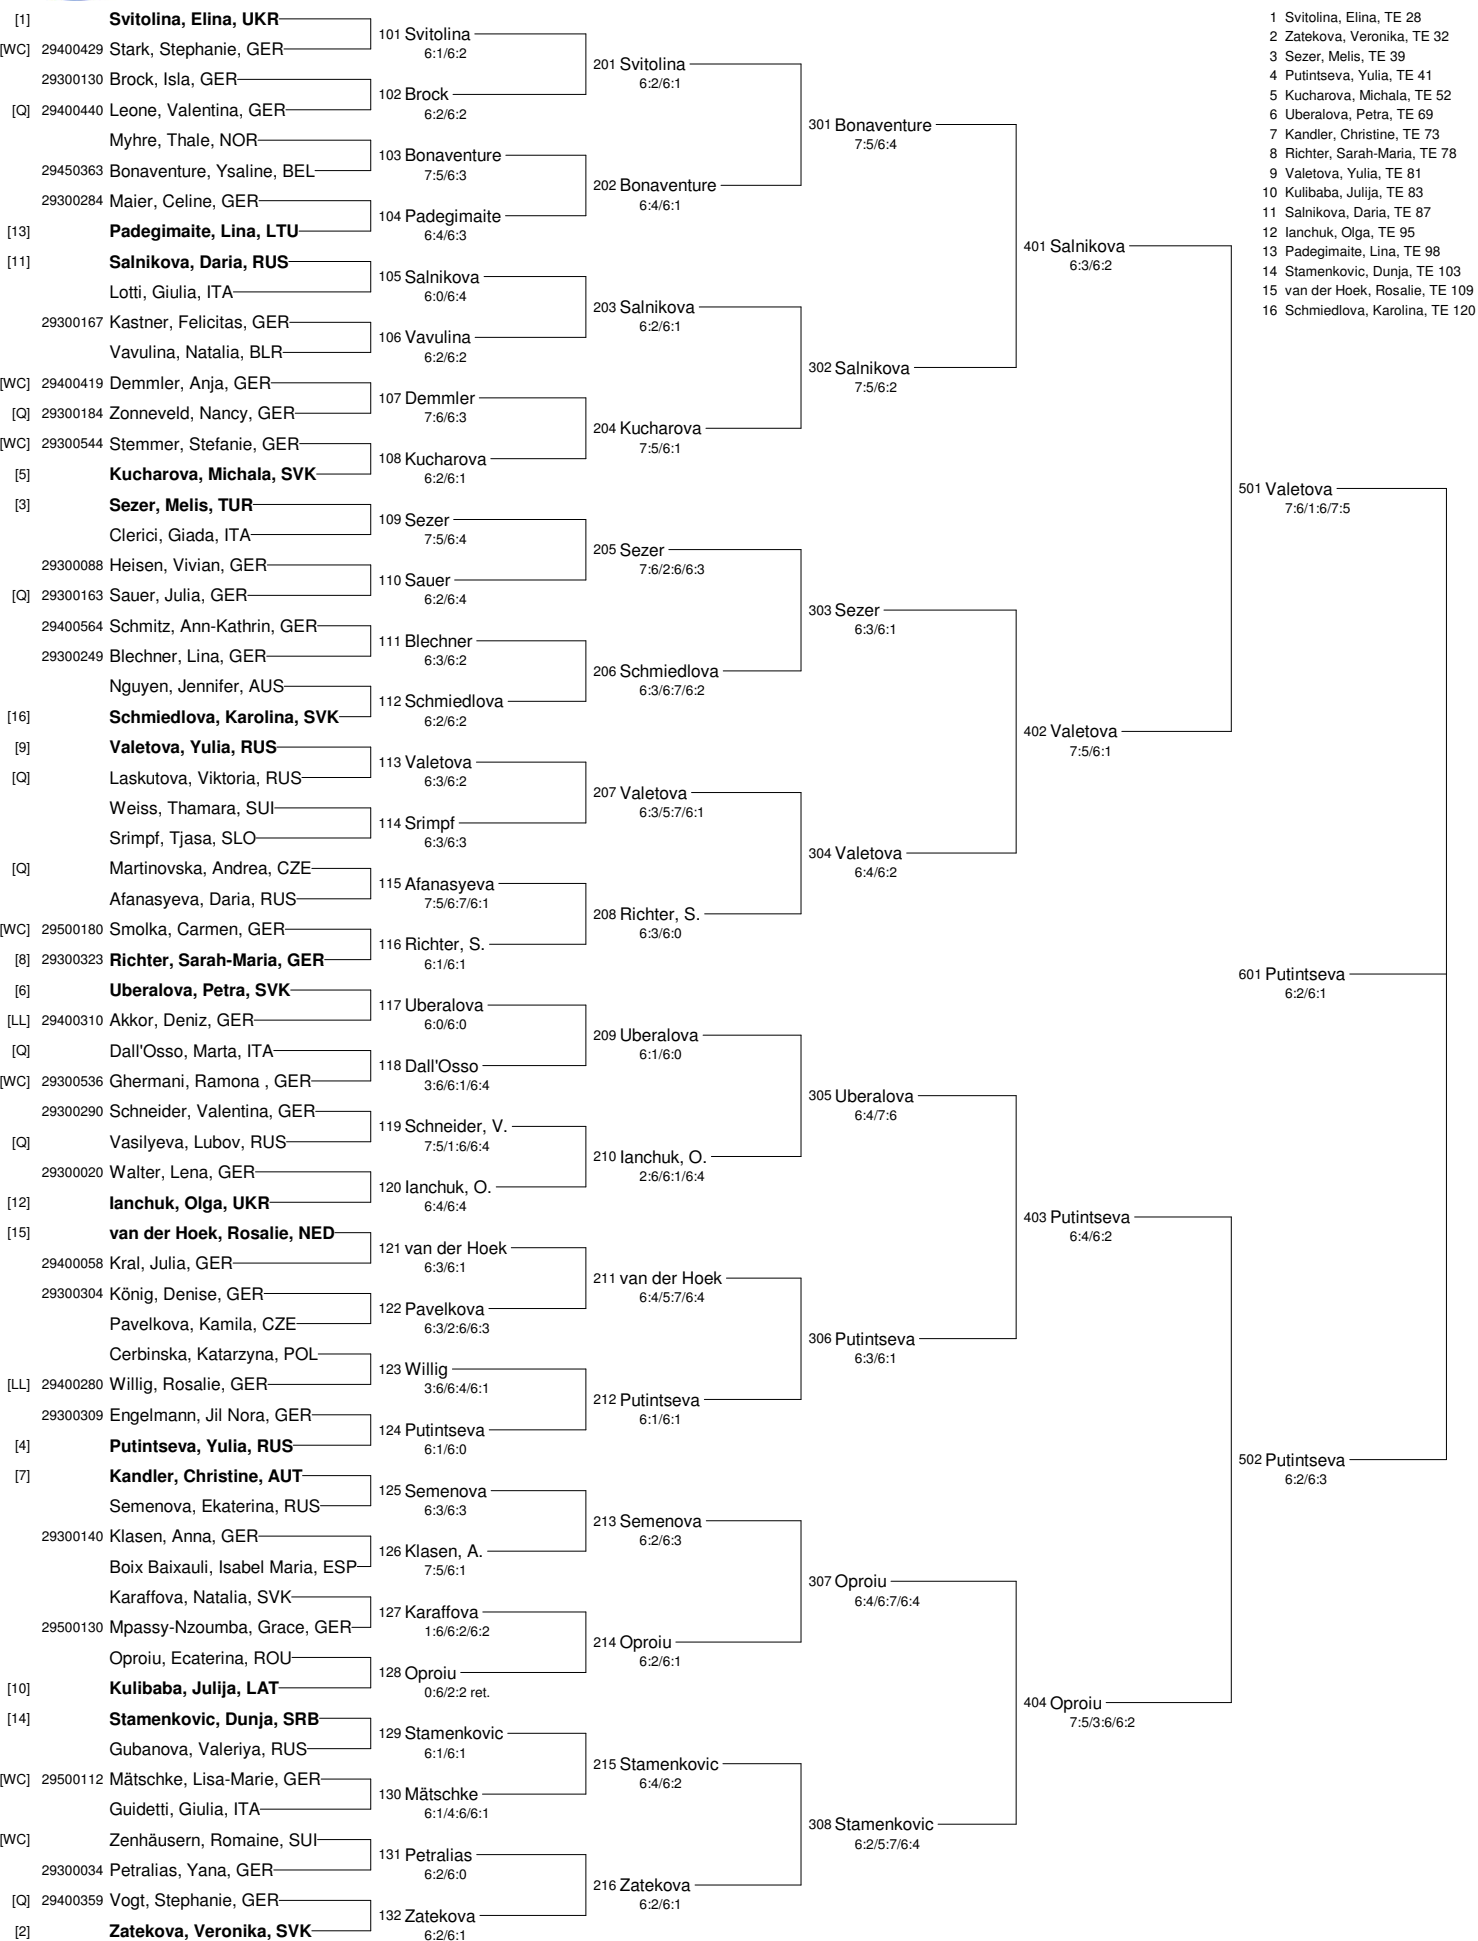 [1] Svitolina, Elina, UKR
[WC] 29400429 Stark, Stephanie, GER
29300130 Brock, Isla, GER
[Q] 29400440 Leone, Valentina, GER
Myhre, Thale, NOR
29450363 Bonaventure, Ysaline, BEL
29300284 Maier, Celine, GER
[13] Padegimaite, Lina, LTU
[11] Salnikova, Daria, RUS
Lotti, Giulia, ITA
29300167 Kastner, Felicitas, GER
Vavulina, Natalia, BLR
[WC] 29400419 Demmler, Anja, GER
[Q] 29300184 Zonneveld, Nancy, GER
[WC] 29300544 Stemmer, Stefanie, GER
[5] Kucharova, Michala, SVK
[3] Sezer, Melis, TUR
Clerici, Giada, ITA
29300088 Heisen, Vivian, GER
[Q] 29300163 Sauer, Julia, GER
29400564 Schmitz, Ann-Kathrin, GER
29300249 Blechner, Lina, GER
Nguyen, Jennifer, AUS
[16] Schmiedlova, Karolina, SVK
[9] Valetova, Yulia, RUS
[Q] Laskutova, Viktoria, RUS
Weiss, Thamara, SUI
Srimpf, Tjasa, SLO
[Q] Martinovska, Andrea, CZE
Afanasyeva, Daria, RUS
[WC] 29500180 Smolka, Carmen, GER
[8] 29300323 Richter, Sarah-Maria, GER
[6] Uberalova, Petra, SVK
[LL] 29400310 Akkor, Deniz, GER
[Q] Dall'Osso, Marta, ITA
[WC] 29300536 Ghermani, Ramona , GER
29300290 Schneider, Valentina, GER
[Q] Vasilyeva, Lubov, RUS
29300020 Walter, Lena, GER
[12] Ianchuk, Olga, UKR
[15] van der Hoek, Rosalie, NED
29400058 Kral, Julia, GER
29300304 König, Denise, GER
Pavelkova, Kamila, CZE
Cerbinska, Katarzyna, POL
[LL] 29400280 Willig, Rosalie, GER
29300309 Engelmann, Jil Nora, GER
[4] Putintseva, Yulia, RUS
[7] Kandler, Christine, AUT
Semenova, Ekaterina, RUS
29300140 Klasen, Anna, GER
Boix Baixauli, Isabel Maria, ESP
Karaffova, Natalia, SVK
29500130 Mpassy-Nzoumba, Grace, GER
Oproiu, Ecaterina, ROU
[10] Kulibaba, Julija, LAT
[14] Stamenkovic, Dunja, SRB
Gubanova, Valeriya, RUS
[WC] 29500112 Mätschke, Lisa-Marie, GER
Guidetti, Giulia, ITA
[WC] Zenhäusern, Romaine, SUI
29300034 Petralias, Yana, GER
[Q] 29400359 Vogt, Stephanie, GER
[2] Zatekova, Veronika, SVK
101 Svitolina
6:1/6:2
102 Brock
6:2/6:2
103 Bonaventure
7:5/6:3
104 Padegimaite
6:4/6:3
105 Salnikova
6:0/6:4
106 Vavulina
6:2/6:2
107 Demmler
7:6/6:3
108 Kucharova
6:2/6:1
109 Sezer
7:5/6:4
110 Sauer
6:2/6:4
111 Blechner
6:3/6:2
112 Schmiedlova
6:2/6:2
113 Valetova
6:3/6:2
114 Srimpf
6:3/6:3
115 Afanasyeva
7:5/6:7/6:1
116 Richter, S.
6:1/6:1
117 Uberalova
6:0/6:0
118 Dall'Osso
3:6/6:1/6:4
119 Schneider, V.
7:5/1:6/6:4
120 Ianchuk, O.
6:4/6:4
121 van der Hoek
6:3/6:1
122 Pavelkova
6:3/2:6/6:3
123 Willig
3:6/6:4/6:1
124 Putintseva
6:1/6:0
125 Semenova
6:3/6:3
126 Klasen, A.
7:5/6:1
127 Karaffova
1:6/6:2/6:2
128 Oproiu
0:6/2:2 ret.
129 Stamenkovic
6:1/6:1
130 Mätschke
6:1/4:6/6:1
131 Petralias
6:2/6:0
132 Zatekova
6:2/6:1
201 Svitolina
6:2/6:1
202 Bonaventure
6:4/6:1
203 Salnikova
6:2/6:1
204 Kucharova
7:5/6:1
205 Sezer
7:6/2:6/6:3
206 Schmiedlova
6:3/6:7/6:2
207 Valetova
6:3/5:7/6:1
208 Richter, S.
6:3/6:0
209 Uberalova
6:1/6:0
210 Ianchuk, O.
2:6/6:1/6:4
211 van der Hoek
6:4/5:7/6:4
212 Putintseva
6:1/6:1
213 Semenova
6:2/6:3
214 Oproiu
6:2/6:1
215 Stamenkovic
6:4/6:2
216 Zatekova
6:2/6:1
301 Bonaventure
7:5/6:4
302 Salnikova
7:5/6:2
303 Sezer
6:3/6:1
304 Valetova
6:4/6:2
305 Uberalova
6:4/7:6
306 Putintseva
6:3/6:1
307 Oproiu
6:4/6:7/6:4
308 Stamenkovic
6:2/5:7/6:4
401 Salnikova
6:3/6:2
402 Valetova
7:5/6:1
403 Putintseva
6:4/6:2
404 Oproiu
7:5/3:6/6:2
501 Valetova
7:6/1:6/7:5
502 Putintseva
6:2/6:3
601 Putintseva
6:2/6:1
1 Svitolina, Elina, TE 28
2 Zatekova, Veronika, TE 32
3 Sezer, Melis, TE 39
4 Putintseva, Yulia, TE 41
5 Kucharova, Michala, TE 52
6 Uberalova, Petra, TE 69
7 Kandler, Christine, TE 73
8 Richter, Sarah-Maria, TE 78
9 Valetova, Yulia, TE 81
10 Kulibaba, Julija, TE 83
11 Salnikova, Daria, TE 87
12 Ianchuk, Olga, TE 95
13 Padegimaite, Lina, TE 98
14 Stamenkovic, Dunja, TE 103
15 van der Hoek, Rosalie, TE 109
16 Schmiedlova, Karolina, TE 120